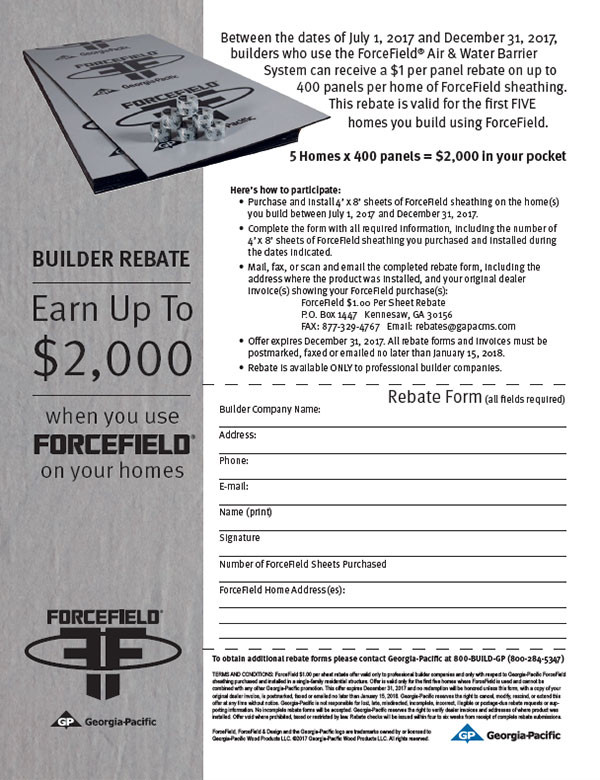 Between the dates of July 1, 2017 and December 31, 2017,
builders who use the ForceField® Air & Water Barrier
System can receive a $1 per panel rebate on up to
400 panels per home of ForceField sheathing.
This rebate is valid for the first FIVE
homes you build using ForceField.
5 Homes x 400 panels = $2,000 in your pocket
Georgia-Pacific
FORCEFIELD
Georgia-Pacific
FORCEFIELD
GP
Pacific
BUILDER REBATE
Earn Up To
$2,000
when you use
FORCEFIELD®
on your homes
FORCEFIELD®
GP Georgia-Pacific
Here's how to participate:
• Purchase and install 4' x 8' sheets of ForceField sheathing on the home(s)
you build between July 1, 2017 and December 31, 2017.
• Complete the form with all required information, including the number of
4' x 8' sheets of ForceField sheathing you purchased and installed during
the dates indicated.
• Mail, fax, or scan and email the completed rebate form, including the
address where the product was installed, and your original dealer
invoice(s) showing your ForceField purchase(s):
ForceField $1.00 Per Sheet Rebate
P.O. Box 1447 Kennesaw, GA 30156
FAX: 877-329-4767 Email: rebates@gapacms.com
• Offer expires December 31, 2017. All rebate forms and invoices must be
postmarked, faxed or emailed no later than January 15, 2018.
• Rebate is available ONLY to professional builder companies.
Rebate Form (all fields required)
Builder Company Name:
Address:
Phone:
E-mail:
Name (print)
Signature
Number of ForceField Sheets Purchased
ForceField Home Address(es):
To obtain additional rebate forms please contact Georgia-Pacific at 800-BUILD-GP (800-284-5347)
TERMS AND CONDITIONS: ForceField $1.00 per sheet rebate offer valid only to professional builder companies and only with respect to Georgia-Pacific ForceField
sheathing purchased and installed in a single-family residential structure. Offer is valid only for the first five homes where ForceField is used and cannot be
combined with any other Georgia-Pacific promotion. This offer expires December 31, 2017 and no redemption will be honored unless this form, with a copy of your
original dealer invoice, is postmarked, faxed or emailed no later than January 15, 2018. Georgia-Pacific reserves the right to cancel, modify, rescind, or extend this
offer at any time without notice. Georgia-Pacific is not responsible for lost, late, misdirected, incomplete, incorrect, illegible or postage-due rebate requests or sup-
porting information. No incomplete rebate forms will be accepted. Georgia-Pacific reserves the right to verify dealer invoices and addresses of where product was
installed. Offer void where prohibited, taxed or restricted by law. Rebate checks will be issued within four to six weeks from receipt of complete rebate submissions.
ForceField, ForceField & Design and the Georgia-Pacific logo are trademarks owned by or licensed to
Georgia-Pacific Wood Products LLC. ©2017 Georgia-Pacific Wood Products LLC. All rights reserved.
GP Georgia-Pacific